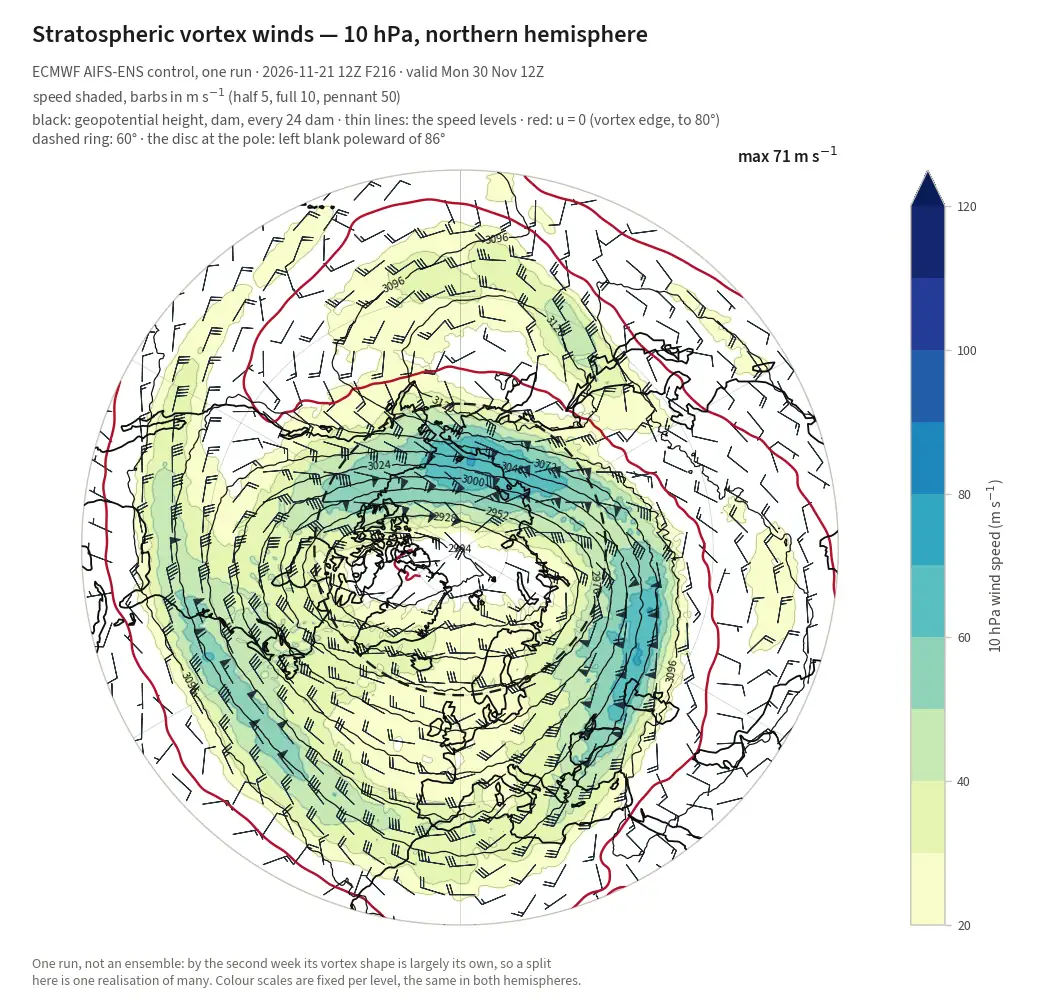 Stratospheric vortex winds — 10 hPa, northern hemisphere
ECMWF AIFS-ENS control, one run · 2026-11-21 12Z F216 · valid Mon 30 Nov 12Z
speed shaded, barbs in m s⁻¹ (half 5, full 10, pennant 50)
black: geopotential height, dam, every 24 dam · thin lines: the speed levels · red: u = 0 (vortex edge, to 80°)
dashed ring: 60° · the disc at the pole: left blank poleward of 86°
max 71 m s⁻¹
120
100
80
60
40
20
10 hPa wind speed (m s⁻¹)
3096
3096
3024
3072
3000
2928
3096
One run, not an ensemble: by the second week its vortex shape is largely its own, so a split
here is one realisation of many. Colour scales are fixed per level, the same in both hemispheres.